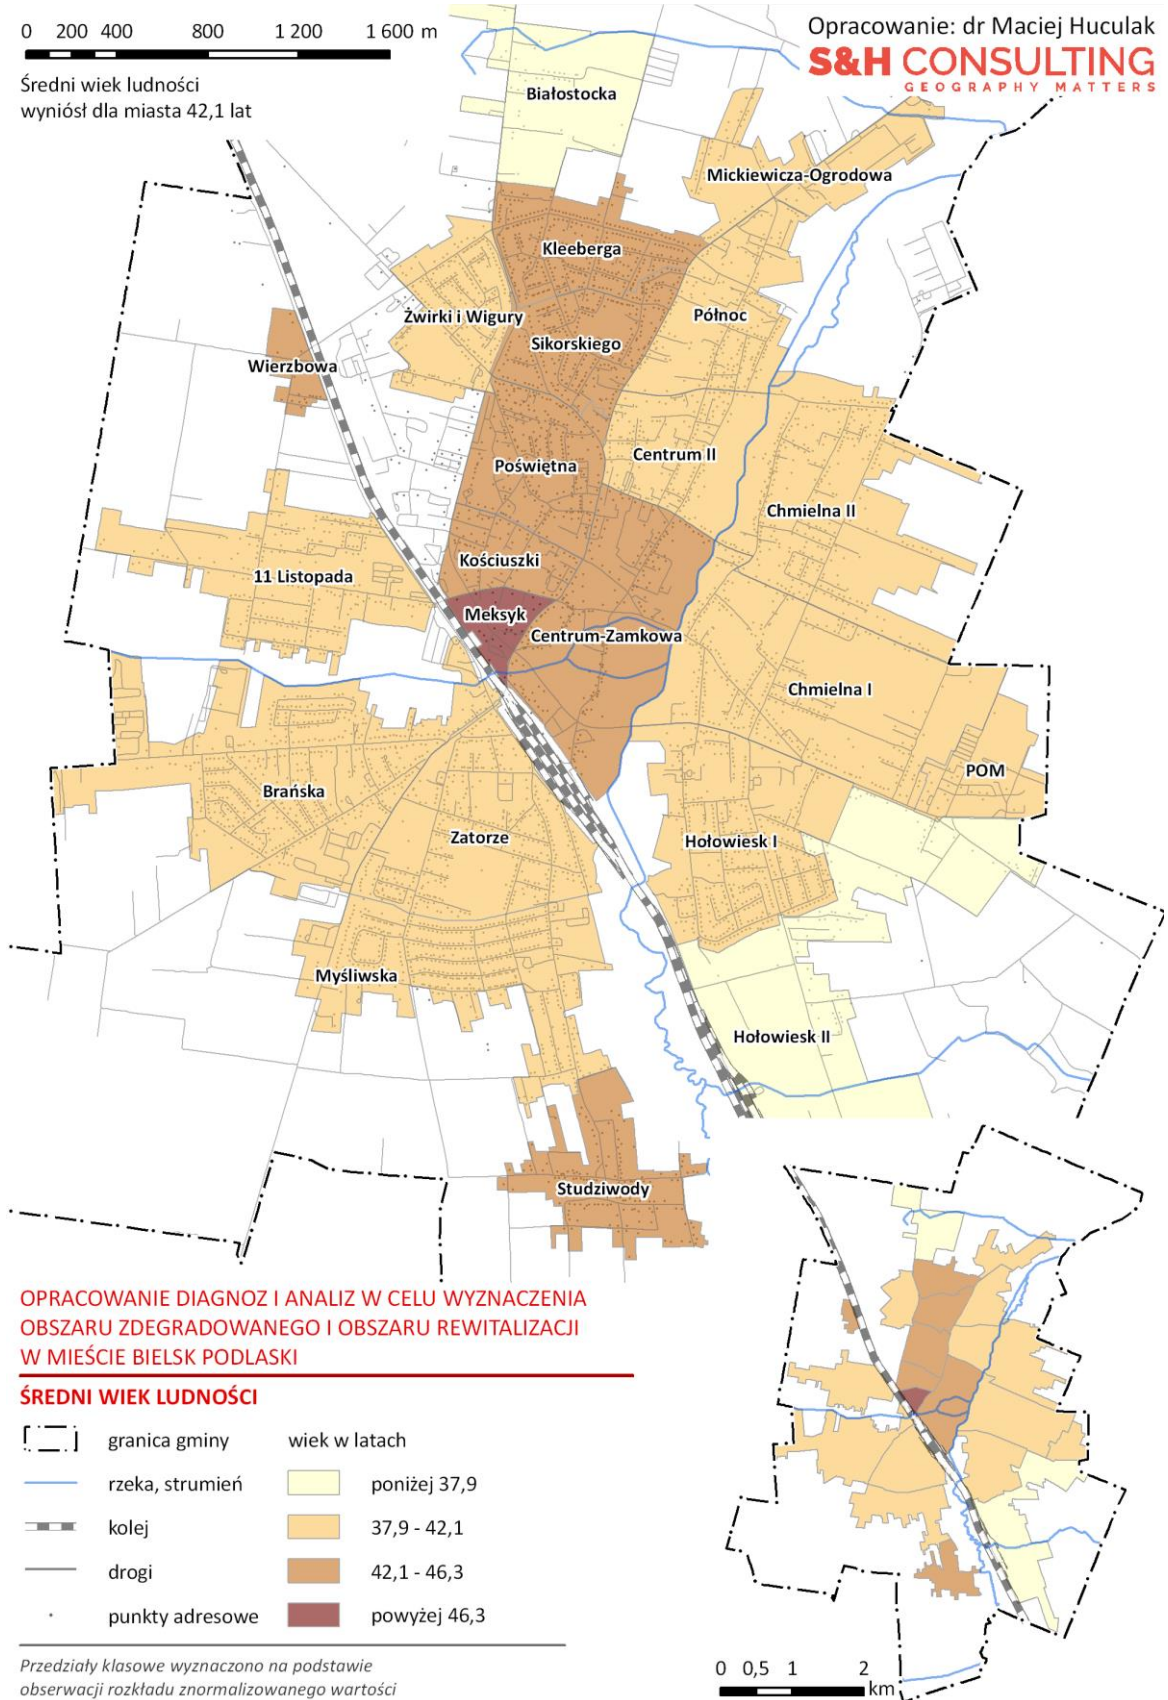 0 200 400 800 1 200 1 600 m
Średni wiek ludności
wyniósł dla miasta 42,1 lat
Opracowanie: dr Maciej Huculak
S&H CONSULTING
GEOGRAPHY MATTERS
Białostocka
Mickiewicza-Ogrodowa
Kleeberga
Żwirki i Wigury
Północ
Sikorskiego
Wierzbowa
Centrum II
Poświętna
Chmielna II
Kościuszki
11 Listopada
Meksyk
Centrum-Zamkowa
Chmielna I
POM
Brańska
Zatorze
Hołowiesk I
Myśliwska
Hołowiesk II
Studziwody
OPRACOWANIE DIAGNOZ I ANALIZ W CELU WYZNACZENIA
OBSZARU ZDEGRADOWANEGO I OBSZARU REWITALIZACJI
W MIEŚCIE BIELSK PODLASKI
ŚREDNI WIEK LUDNOŚCI
granica gminy wiek w latach
rzeka, strumień poniżej 37,9
kolej 37,9 - 42,1
drogi 42,1 - 46,3
punkty adresowe powyżej 46,3
Przedziały klasowe wyznaczono na podstawie
obserwacji rozkładu znormalizowanego wartości
0 0,5 1 2
km